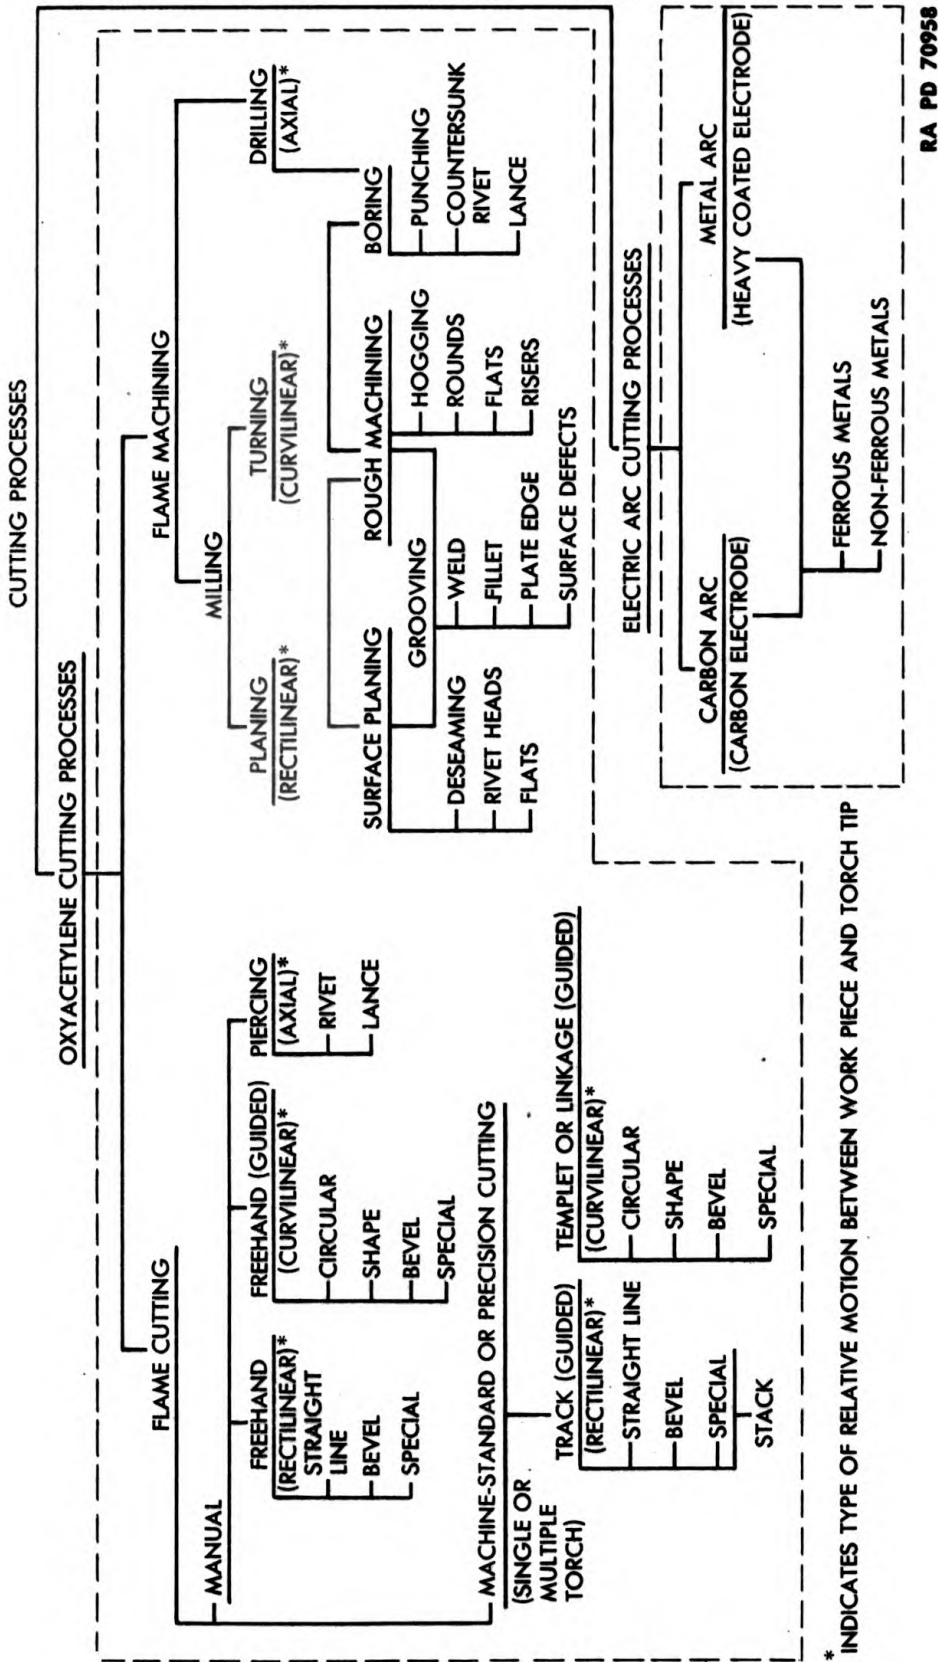 CUTTING PROCESSES
OXYACETYLENE CUTTING PROCESSES
FLAME CUTTING
MANUAL
FREEHAND
(RECTILINEAR)*
STRAIGHT
LINE
BEVEL
SPECIAL
FREEHAND (GUIDED)
(CURVILINEAR)*
CIRCULAR
SHAPE
BEVEL
SPECIAL
PIERCING
(AXIAL)*
RIVET
LANCE
MACHINE-STANDARD OR PRECISION CUTTING
(SINGLE OR
MULTIPLE
TORCH)
TRACK (GUIDED)
(RECTILINEAR)*
STRAIGHT LINE
BEVEL
SPECIAL
STACK
TEMPLET OR LINKAGE (GUIDED)
(CURVILINEAR)*
CIRCULAR
SHAPE
BEVEL
SPECIAL
FLAME MACHINING
MILLING
PLANING
(RECTILINEAR)*
TURNING
(CURVILINEAR)*
DRILLING
(AXIAL)*
SURFACE PLANING
DESEAMING
RIVET HEADS
FLATS
GROOVING
WELD
FILLET
PLATE EDGE
SURFACE DEFECTS
ROUGH MACHINING
HOGGING
ROUNDS
FLATS
RISERS
BORING
PUNCHING
COUNTERSUNK
RIVET
LANCE
ELECTRIC ARC CUTTING PROCESSES
CARBON ARC
(CARBON ELECTRODE)
METAL ARC
(HEAVY COATED ELECTRODE)
FERROUS METALS
NON-FERROUS METALS
* INDICATES TYPE OF RELATIVE MOTION BETWEEN WORK PIECE AND TORCH TIP
RA PD 70958